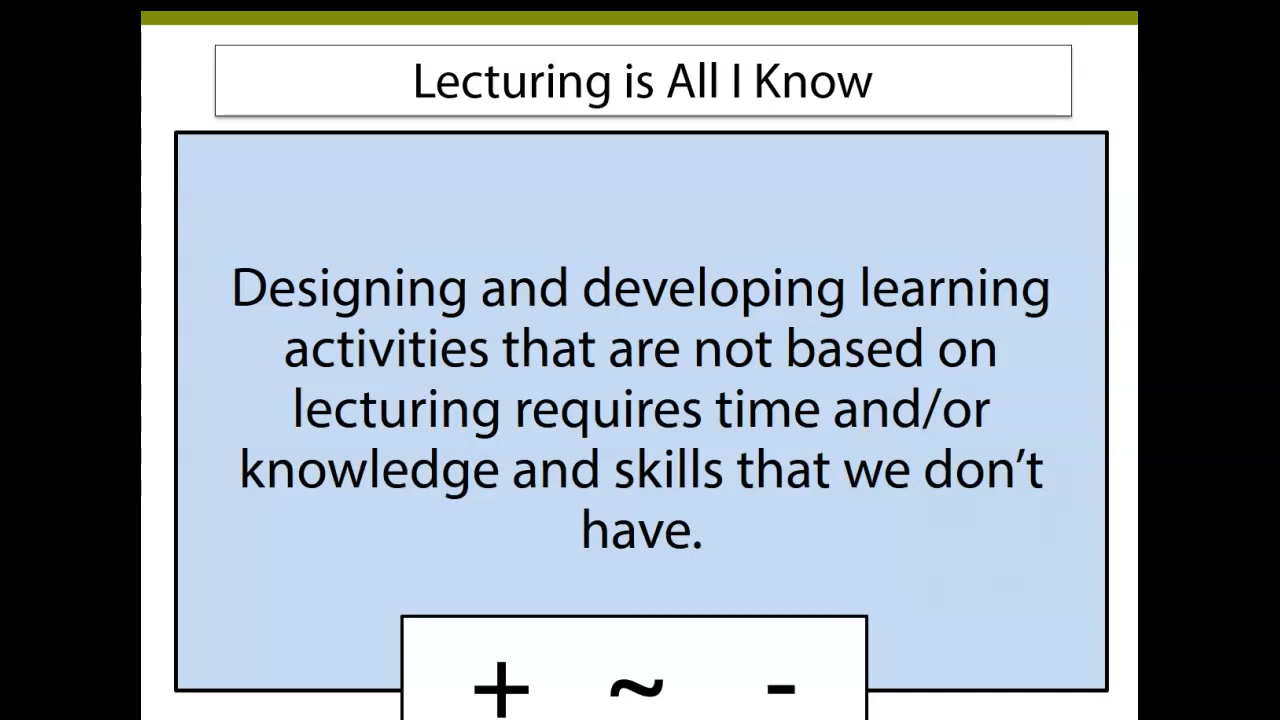 Lecturing is All I Know
Designing and developing learning
activities that are not based on
lecturing requires time and/or
knowledge and skills that we don’t
have.
+ ~ -